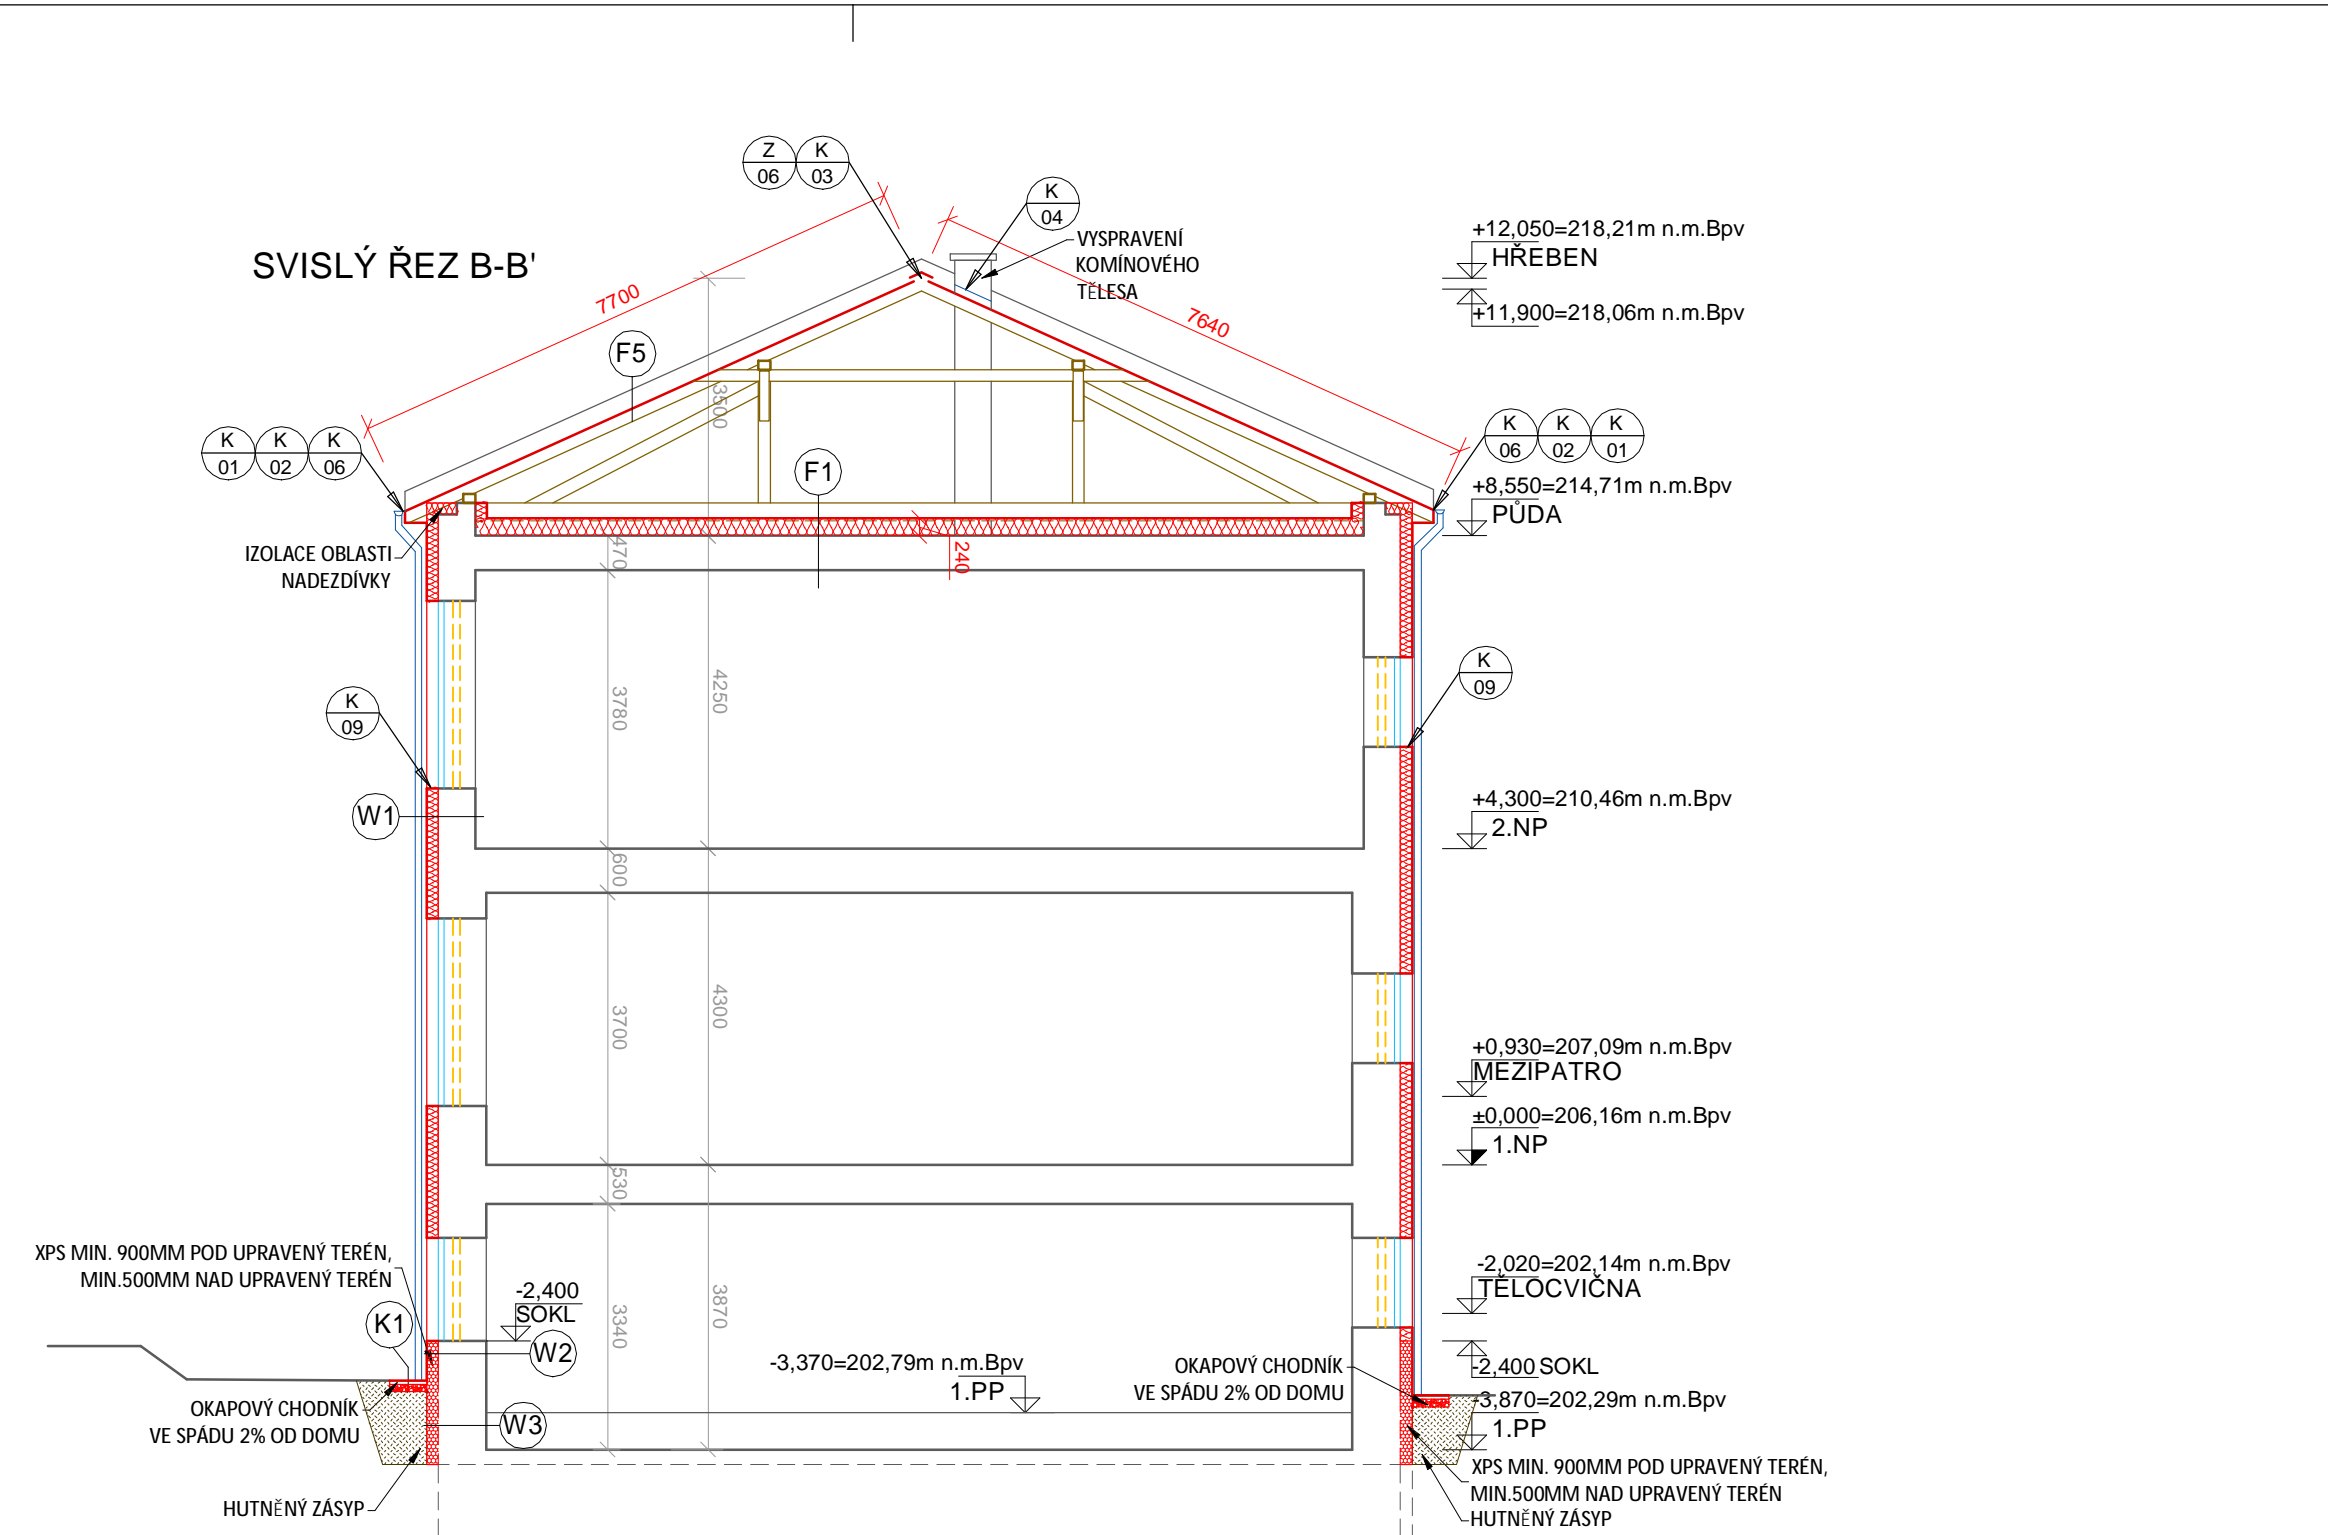 Z
06
K
03
K
04
VYSPRAVENÍ
KOMÍNOVÉHO
TĚLESA
SVISLÝ ŘEZ B-B'
+12,050=218,21m n.m.Bpv
HŘEBEN
+11,900=218,06m n.m.Bpv
7700
7640
F5
3500
K
01
K
02
K
06
F1
K
06
K
02
K
01
+8,550=214,71m n.m.Bpv
PŮDA
IZOLACE OBLASTI
NADEZDÍVKY
470
240
K
09
K
09
3780
4250
W1
+4,300=210,46m n.m.Bpv
2.NP
600
3700
4300
+0,930=207,09m n.m.Bpv
MEZIPATRO
±0,000=206,16m n.m.Bpv
1.NP
530
XPS MIN. 900MM POD UPRAVENÝ TERÉN,
MIN.500MM NAD UPRAVENÝ TERÉN
-2,400
SOKL
3340
3870
-2,020=202,14m n.m.Bpv
TĚLOCVIČNA
K1
W2
-3,370=202,79m n.m.Bpv
1.PP
OKAPOVÝ CHODNÍK
VE SPÁDU 2% OD DOMU
-2,400 SOKL
-3,870=202,29m n.m.Bpv
1.PP
OKAPOVÝ CHODNÍK
VE SPÁDU 2% OD DOMU
W3
HUTNĚNÝ ZÁSYP
XPS MIN. 900MM POD UPRAVENÝ TERÉN,
MIN.500MM NAD UPRAVENÝ TERÉN
HUTNĚNÝ ZÁSYP